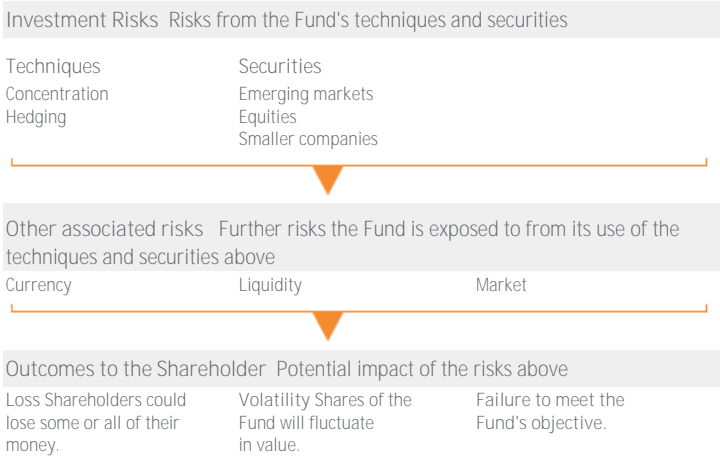 Investment Risks Risks from the Fund's techniques and securities
Techniques
Concentration
Hedging
Securities
Emerging markets
Equities
Smaller companies
Other associated risks Further risks the Fund is exposed to from its use of the
techniques and securities above
Currency
Liquidity
Market
Outcomes to the Shareholder Potential impact of the risks above
Loss Shareholders could
lose some or all of their
money.
Volatility Shares of the
Fund will fluctuate
in value.
Failure to meet the
Fund's objective.